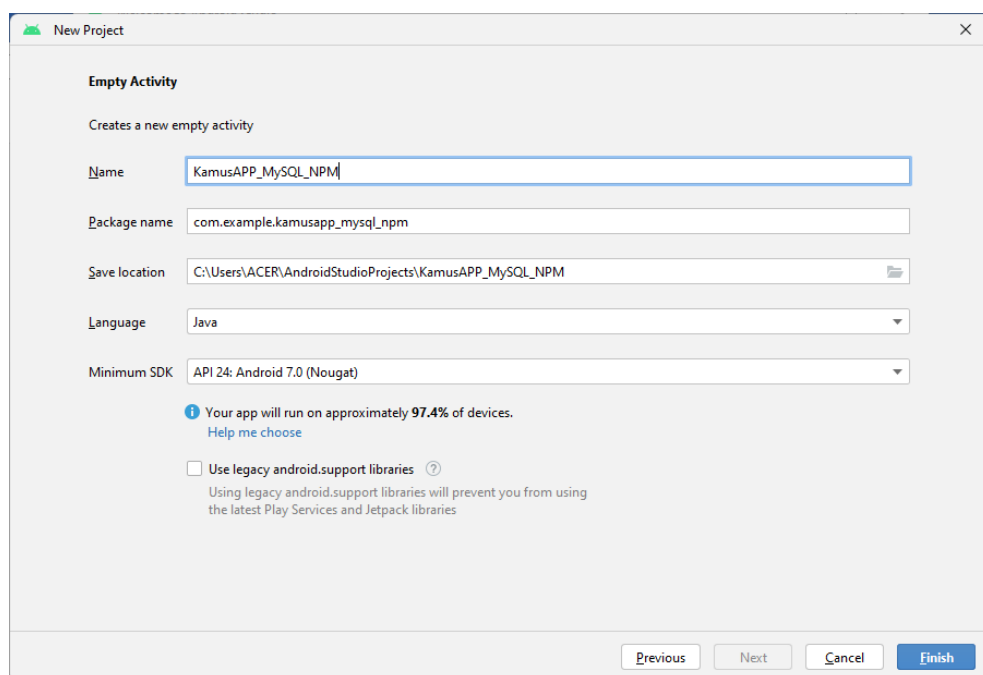 New Project
Empty Activity
Creates a new empty activity
Name KamusAPP_MySQL_NPM
Package name com.example.kamusapp_mysql_npm
Save location C:\Users\ACER\AndroidStudioProjects\KamusAPP_MySQL_NPM
Language Java
Minimum SDK API 24: Android 7.0 (Nougat)
Your app will run on approximately 97.4% of devices.
Help me choose
Use legacy android.support libraries ?
Using legacy android.support libraries will prevent you from using
the latest Play Services and Jetpack libraries
Previous Next Cancel Finish